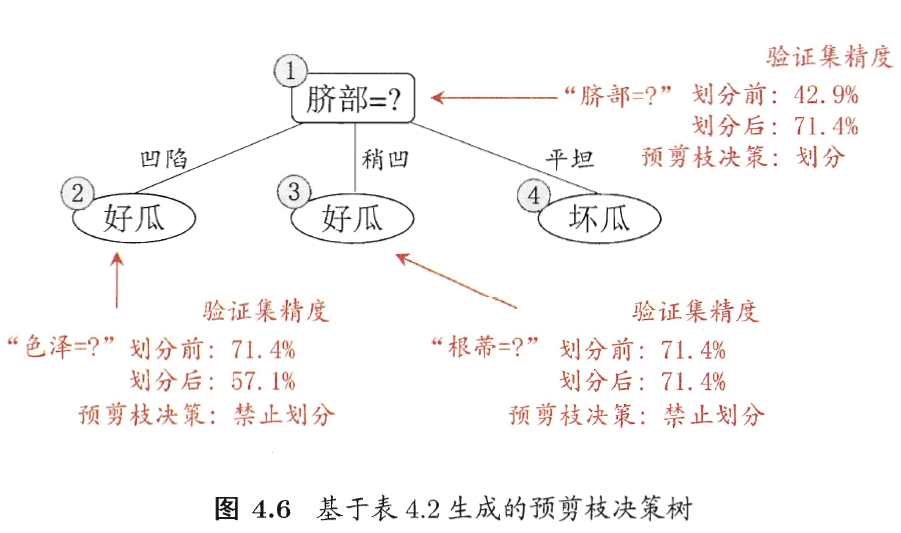 验证集精度
①
脐部=?
“脐部=?” 划分前: 42.9%
划分后: 71.4%
预剪枝决策: 划分
凹陷
稍凹
平坦
②
好瓜
③
好瓜
④
坏瓜
验证集精度
“色泽=?” 划分前: 71.4%
划分后: 57.1%
预剪枝决策: 禁止划分
验证集精度
“根蒂=?” 划分前: 71.4%
划分后: 71.4%
预剪枝决策: 禁止划分
图 4.6 基于表 4.2 生成的预剪枝决策树